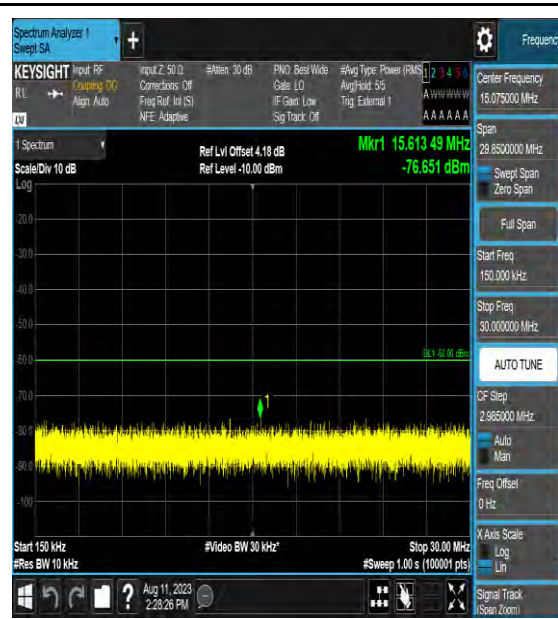 Spectrum Analyzer 1
Swept SA
Frequency
KEYSIGHT
RL
LW
Input: RF
Coupling: DC
Align: Auto
Input Z: 50 Ω
Corrections: Off
Freq Ref: Int (S)
NFE: Adaptive
#Atten: 30 dB
PNO: Best Wide
Gate: LO
IF Gain: Low
Sig Track: Off
#Avg Type: Power (RMS
Avg|Hold: 5/5
Trig: External 1
1 2 3 4 5 6
A W W W W W
A A A A A A
1 Spectrum
Scale/Div 10 dB
Log
Ref Lvl Offset 4.18 dB
Ref Level -10.00 dBm
Mkr1 15.613 49 MHz
-76.651 dBm
-20.0
-30.0
-40.0
-50.0
-60.0
-70.0
-80.0
-90.0
-100
DL1 -60.00 dBm
1
Start 150 kHz
#Res BW 10 kHz
#Video BW 30 kHz*
Stop 30.00 MHz
#Sweep 1.00 s (100001 pts)
Aug 11, 2023
2:28:26 PM
Center Frequency
15.075000 MHz
Span
29.8500000 MHz
Swept Span
Zero Span
Full Span
Start Freq
150.000 kHz
Stop Freq
30.000000 MHz
AUTO TUNE
CF Step
2.985000 MHz
Auto
Man
Freq Offset
0 Hz
X Axis Scale
Log
Lin
Signal Track
(Span Zoom)